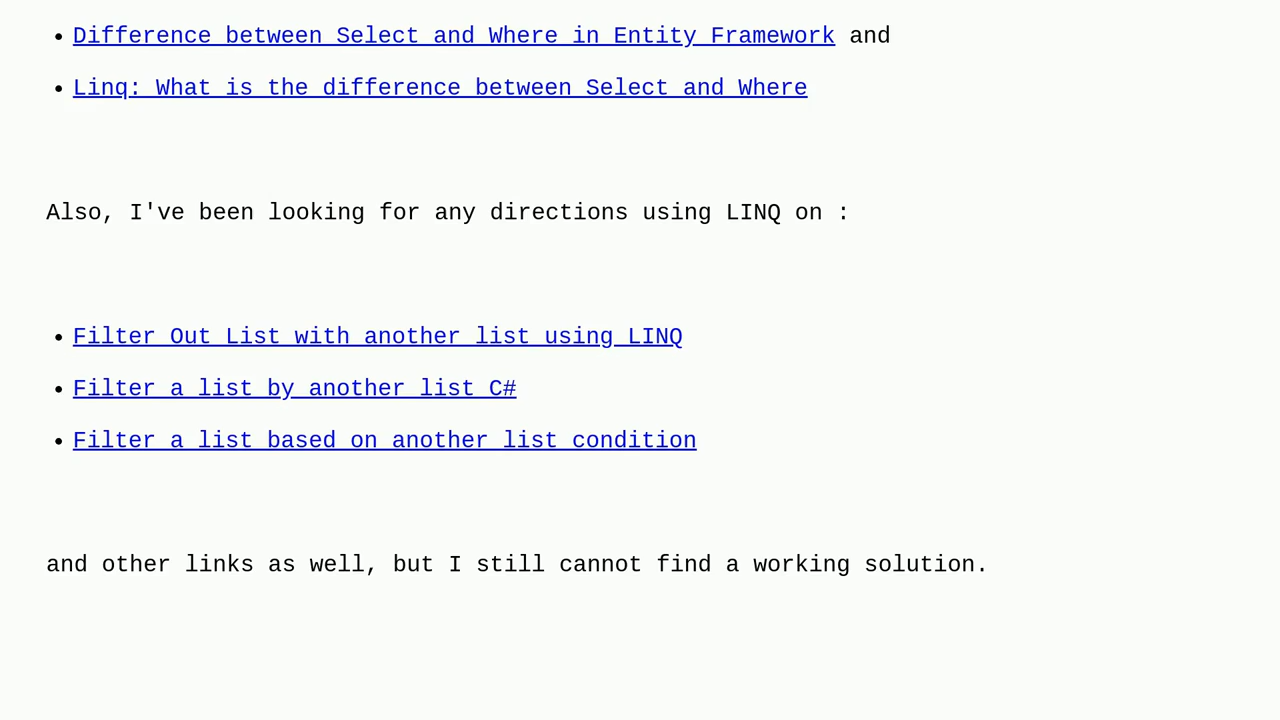 • Difference between Select and Where in Entity Framework and
• Linq: What is the difference between Select and Where
Also, I've been looking for any directions using LINQ on :
• Filter Out List with another list using LINQ
• Filter a list by another list C#
• Filter a list based on another list condition
and other links as well, but I still cannot find a working solution.